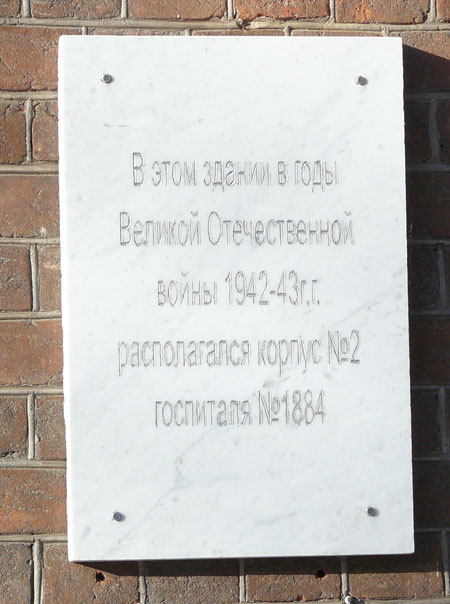 В этом здании в годы
Великой Отечественной
войны 1942-43г.г.
располагался корпус №2
госпиталя №1884